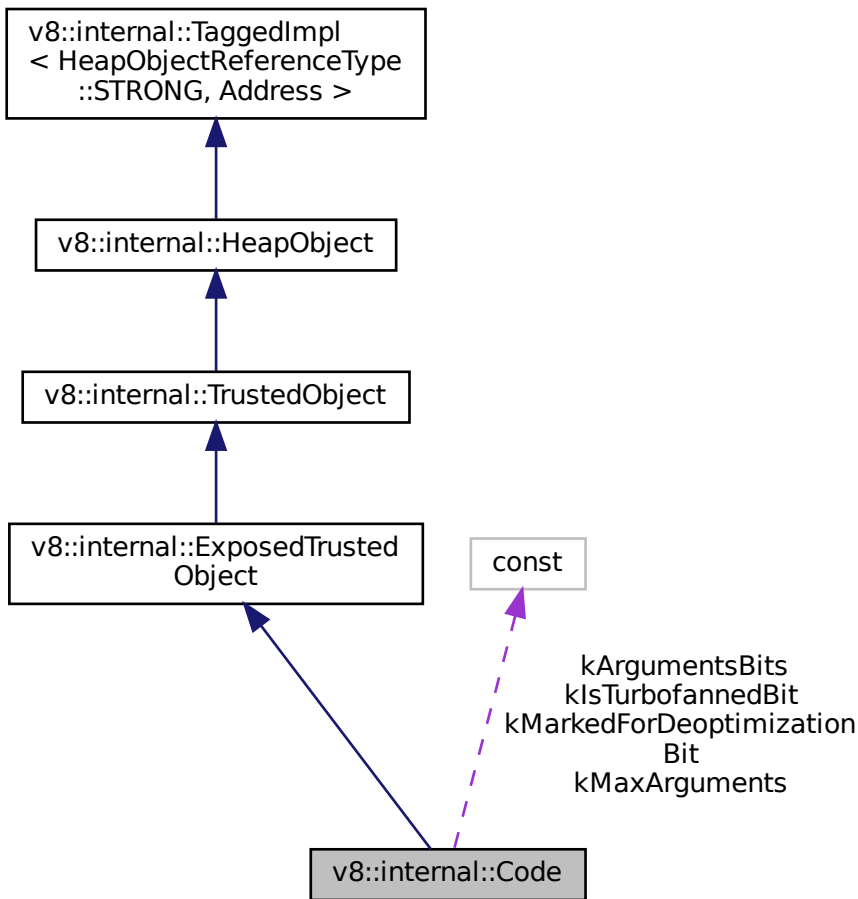 v8::internal::TaggedImpl
< HeapObjectReferenceType
::STRONG, Address >
v8::internal::HeapObject
v8::internal::TrustedObject
v8::internal::ExposedTrusted
Object
const
kArgumentsBits
kIsTurbofannedBit
kMarkedForDeoptimization
Bit
kMaxArguments
v8::internal::Code